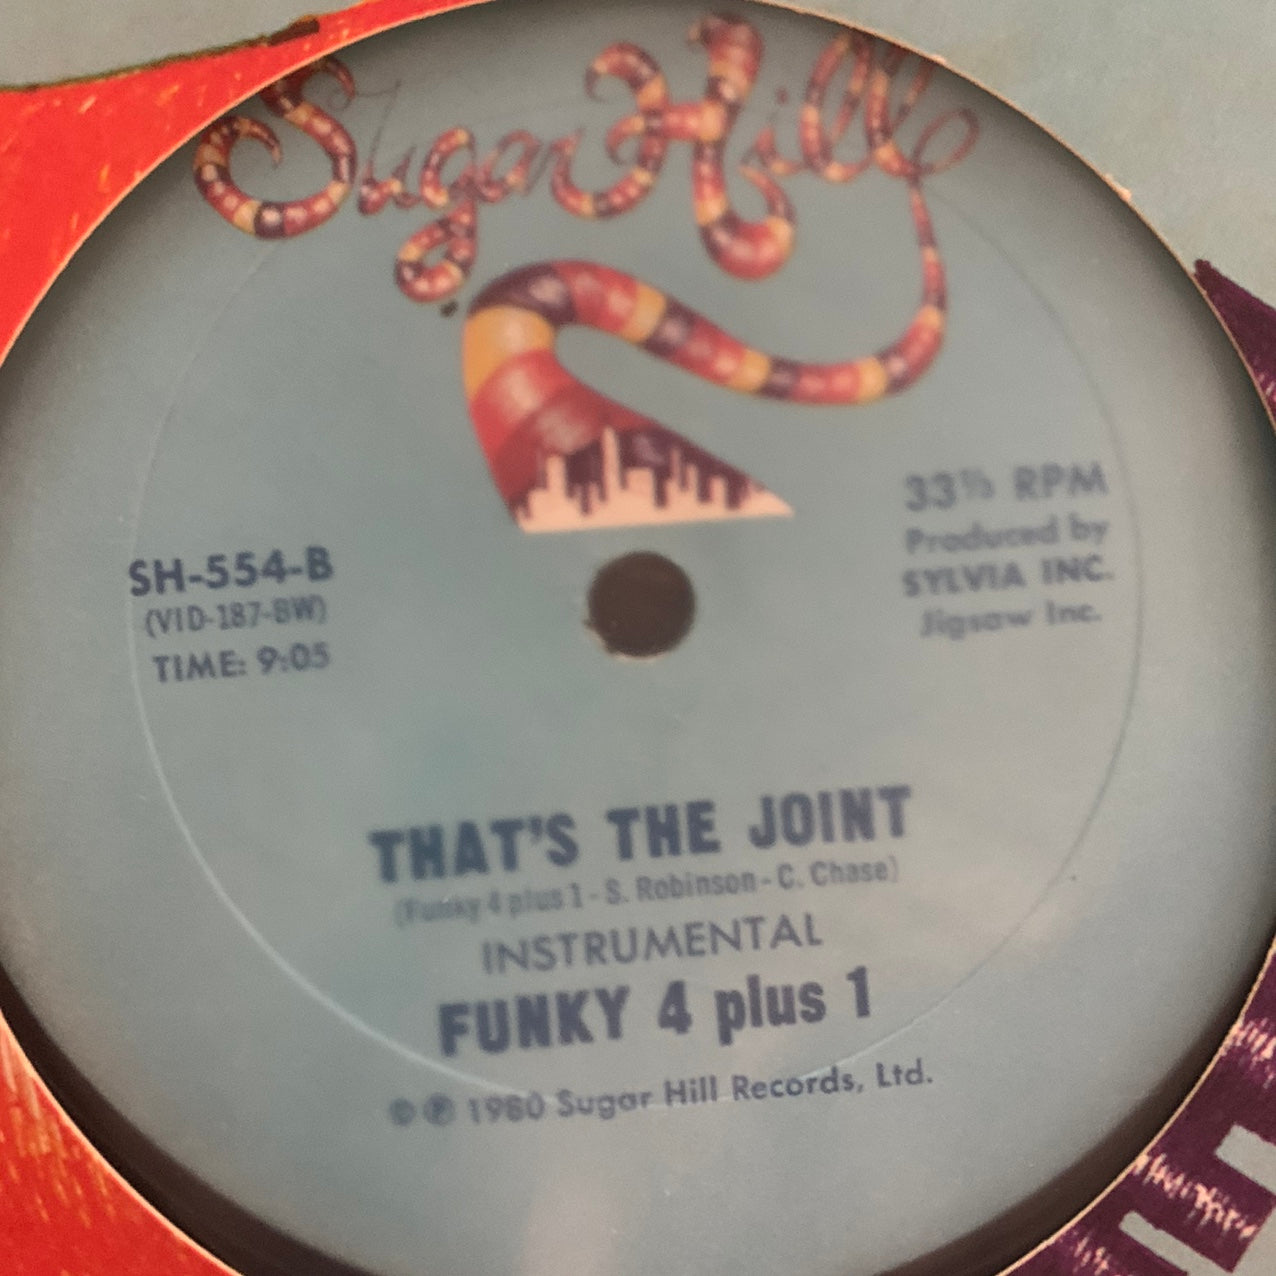 Sugar Hill
33⅓ RPM
Produced by
SYLVIA INC.
Jigsaw Inc.
SH-554-B
(VID-187-BW)
TIME: 9:05
THAT'S THE JOINT
(Funky 4 plus 1 - S. Robinson - C. Chase)
INSTRUMENTAL
FUNKY 4 plus 1
© ℗ 1980 Sugar Hill Records, Ltd.